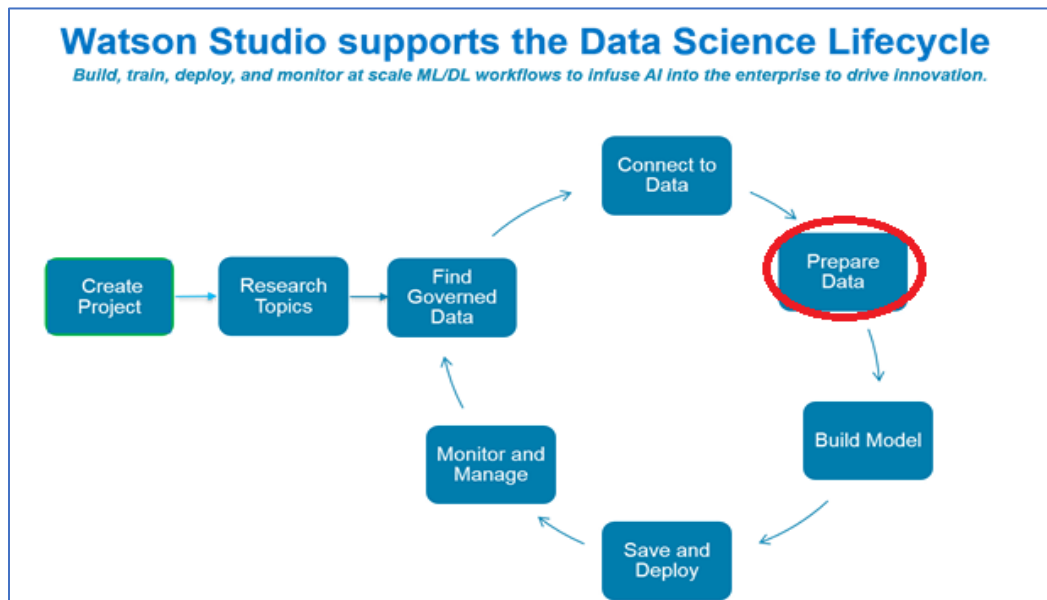 Watson Studio supports the Data Science Lifecycle
Build, train, deploy, and monitor at scale ML/DL workflows to infuse AI into the enterprise to drive innovation.
Create
Project
Research
Topics
Find
Governed
Data
Connect to
Data
Prepare
Data
Build Model
Save and
Deploy
Monitor and
Manage